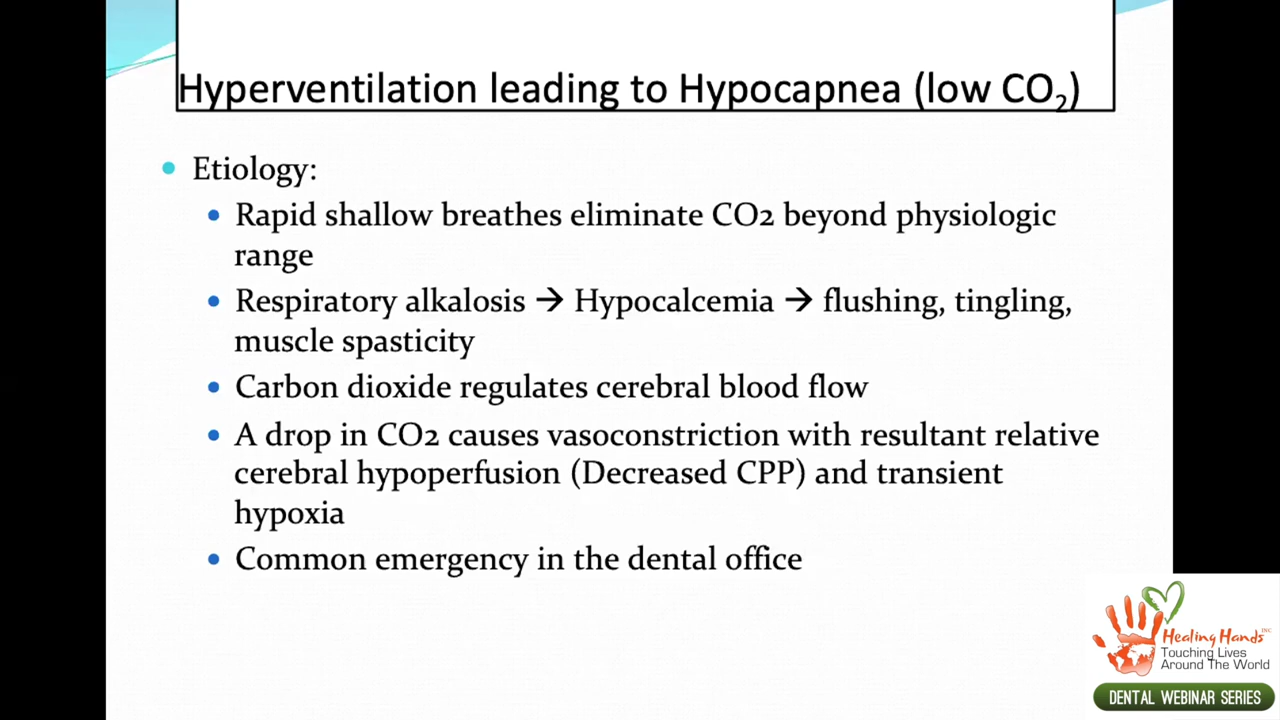 Hyperventilation leading to Hypocapnea (low CO₂)
Etiology:
Rapid shallow breathes eliminate CO2 beyond physiologic
range
Respiratory alkalosis → Hypocalcemia → flushing, tingling,
muscle spasticity
Carbon dioxide regulates cerebral blood flow
A drop in CO2 causes vasoconstriction with resultant relative
cerebral hypoperfusion (Decreased CPP) and transient
hypoxia
Common emergency in the dental office
Healing Hands INC
Touching Lives
Around The World
DENTAL WEBINAR SERIES